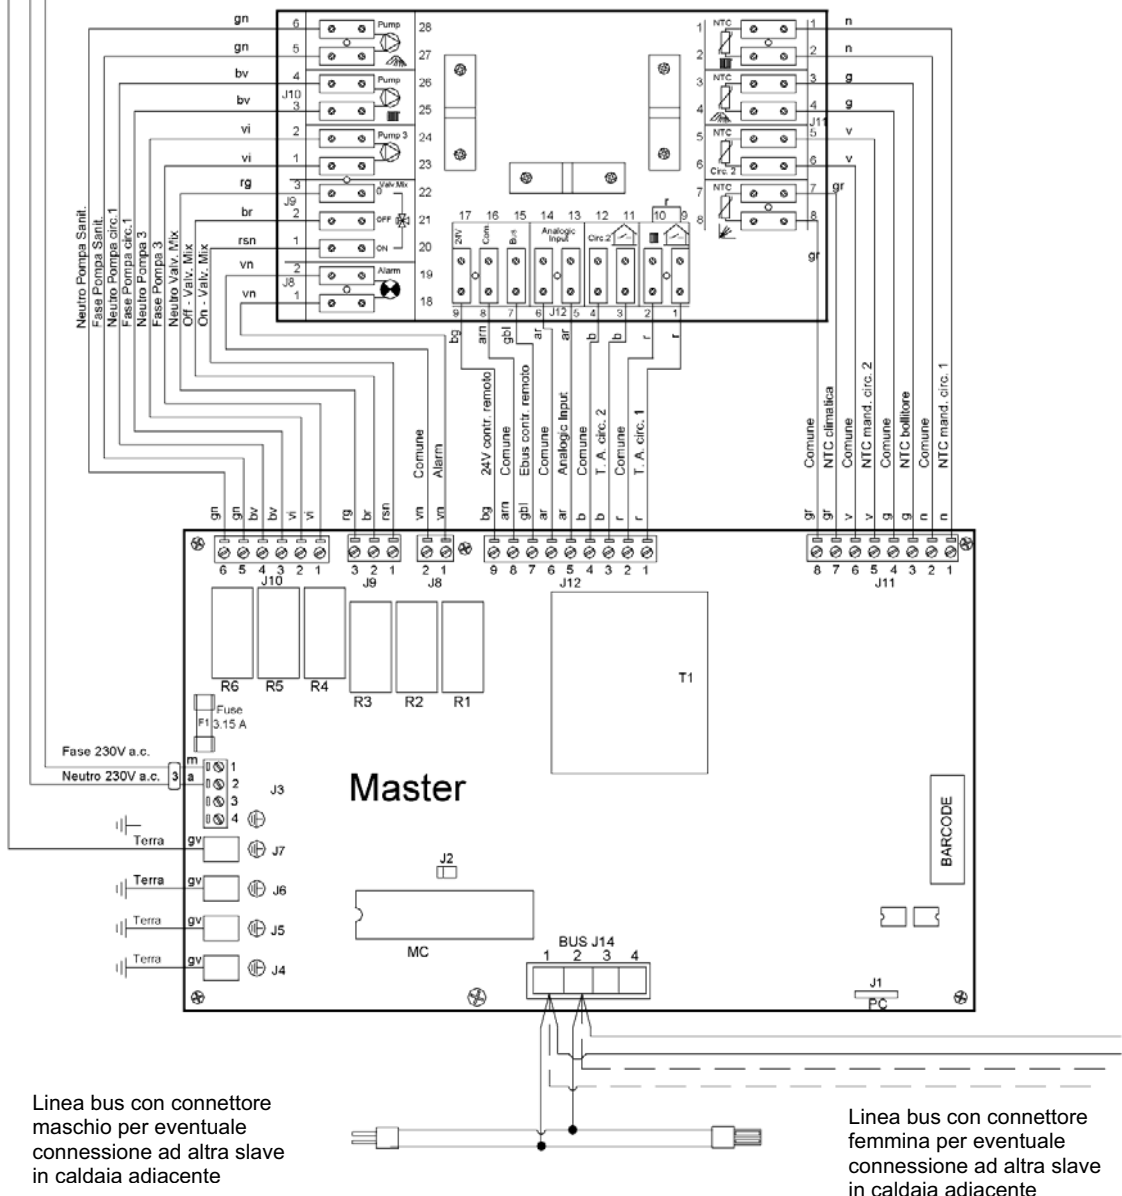 gn 6 Pump 28
gn 5 27
bv 4 Pump 26
J10
bv 3 25
vi 2 Pump 3 24
vi 1 23
rg 3 0 Valv.Mix 22
J9
br 2 OFF 21
rsn 1 ON 20
vn 2 Alarm 19
J8
vn 1 18
1 NTC 1 n
2 2 n
3 NTC 3 g
4 4 g
J11
5 NTC 5 v
6 Circ. 2 6 v
7 NTC 7 gr
8 8
gr
r
17 16 15 14 13 12 11 10 9
24V Com. Bus Analogic Input Circ.2
9 8 7 6 J12 5 4 3 2 1
bg arn gbl ar ar b b r r
Neutro Pompa Sanit.
Fase Pompa Sanit.
Neutro Pompa circ.1
Fase Pompa circ.1
Neutro Pompa 3
Fase Pompa 3
Neutro Valv. Mix
Off - Valv. Mix
On - Valv. Mix
Comune
Alarm
24V contr. remoto
Comune
Ebus contr. remoto
Comune
Analogic Input
Comune
T. A. circ. 2
Comune
T. A. circ. 1
Comune
NTC climatica
Comune
NTC mand. circ. 2
Comune
NTC bollitore
Comune
NTC mand. circ. 1
gn gn bv bv vi vi rg br rsn vn vn bg arn gbl ar ar b b r r gr gr v v g g n n
6 5 4 3 2 1 3 2 1 2 1 9 8 7 6 5 4 3 2 1 8 7 6 5 4 3 2 1
J10 J9 J8 J12 J11
R6 R5 R4 R3 R2 R1
T1
F1 Fuse
3.15 A
Fase 230V a.c. m 1
Neutro 230V a.c. 3 a 2
J3
3
4
Master
BARCODE
Terra gv J7
Terra gv J6
Terra gv J5
Terra gv J4
J2
MC
BUS J14
1 2 3 4
J1
PC
Linea bus con connettore
maschio per eventuale
connessione ad altra slave
in caldaia adiacente
Linea bus con connettore
femmina per eventuale
connessione ad altra slave
in caldaia adiacente